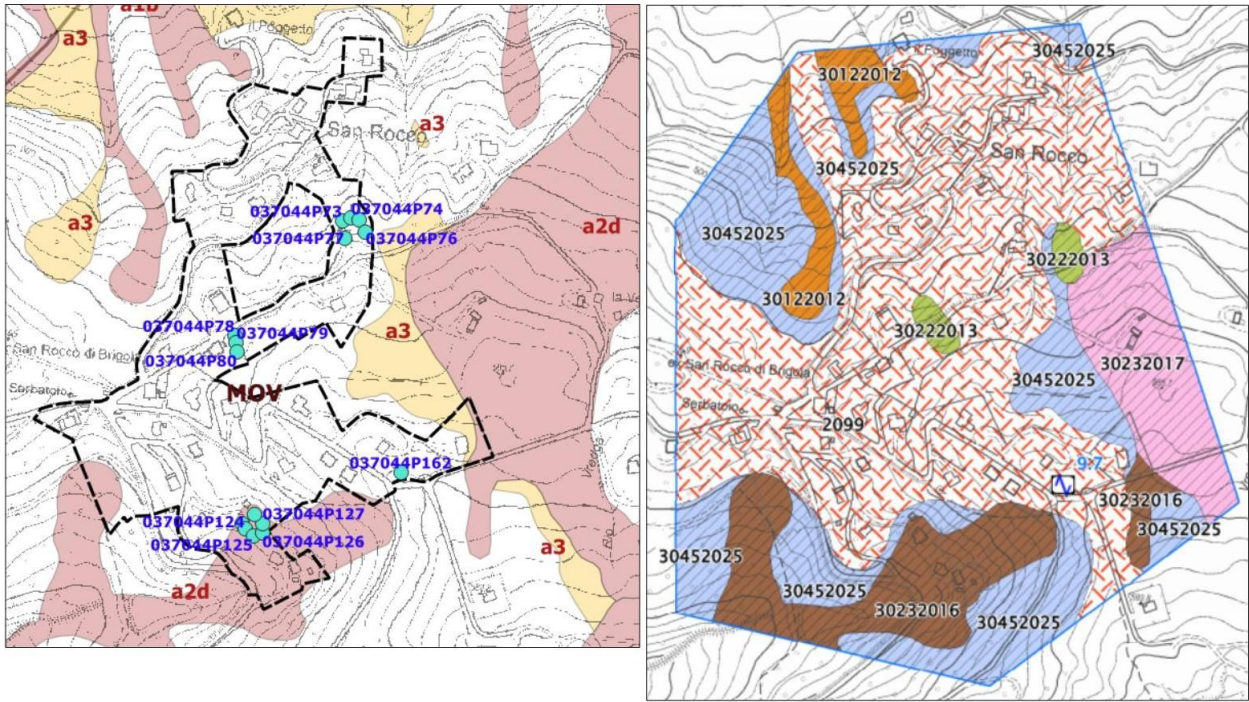 a1b
a3
il Poggetto
San Rocco
a3
a3
037044P73
037044P74
037044P77
037044P76
a2d
a3
037044P78
037044P79
San Rocco di Brigola
037044P80
Serbatoio
MOV
037044P162
037044P124
037044P127
037044P125
037044P126
a3
a2d
30452025
il Poggetto
30122012
San Rocco
30452025
30452025
30222013
30122012
30222013
30232017
San Rocco di Brigola
30452025
Serbatoio
2099
9.7
30232016
30452025
30452025
30452025
30232016
30452025